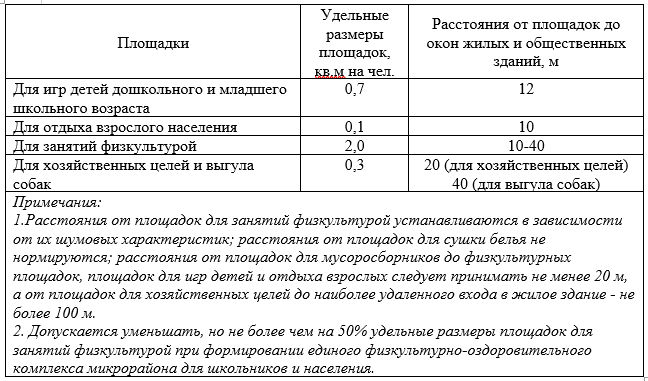 Площадки
Удельные
размеры
площадок,
кв.м на чел.
Расстояния от площадок до
окон жилых и общественных
зданий, м
Для игр детей дошкольного и младшего
школьного возраста
0,7
12
Для отдыха взрослого населения
0,1
10
Для занятий физкультурой
2,0
10-40
Для хозяйственных целей и выгула
собак
0,3
20 (для хозяйственных целей)
40 (для выгула собак)
Примечания:
1.Расстояния от площадок для занятий физкультурой устанавливаются в зависимости
от их шумовых характеристик; расстояния от площадок для сушки белья не
нормируются; расстояния от площадок для мусоросборников до физкультурных
площадок, площадок для игр детей и отдыха взрослых следует принимать не менее 20 м,
а от площадок для хозяйственных целей до наиболее удаленного входа в жилое здание - не
более 100 м.
2. Допускается уменьшать, но не более чем на 50% удельные размеры площадок для
занятий физкультурой при формировании единого физкультурно-оздоровительного
комплекса микрорайона для школьников и населения.